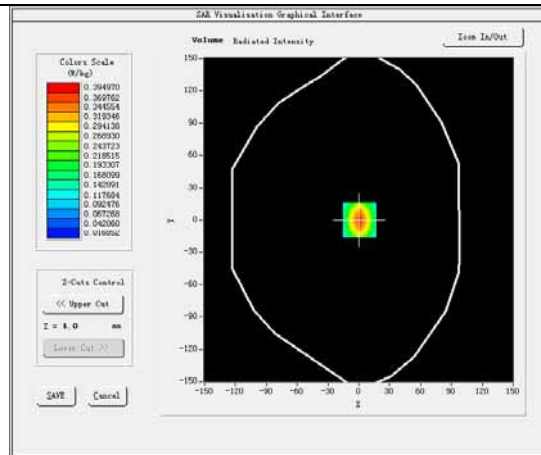 SAR Visualisation Graphical Interface
Volume Radiated Intensity
Zoom In/Out
Colors Scale
(W/kg)
0.394970
0.369762
0.344554
0.319346
0.294138
0.268930
0.243723
0.218515
0.193307
0.168099
0.142891
0.117684
0.092476
0.067268
0.042060
0.016852
Z-Cuts Control
<< Upper Cut
Z = 4.0 mm
Lower Cut >>
SAVE
Cancel
150
120
90
60
30
0
-30
-60
-90
-120
-150
Y
-150 -120 -90 -60 -30 0 30 60 90 120 150
X